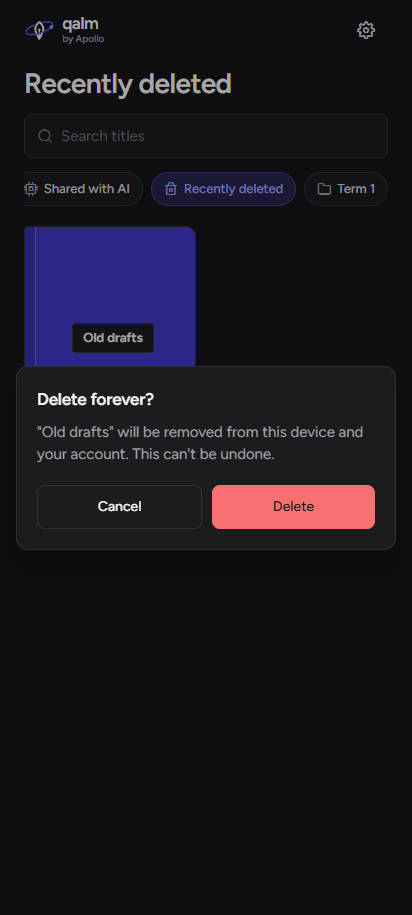 qalm
by Apollo
Recently deleted
Search titles
Shared with AI
Recently deleted
Term 1
Old drafts
Delete forever?
"Old drafts" will be removed from this device and
your account. This can't be undone.
Cancel
Delete